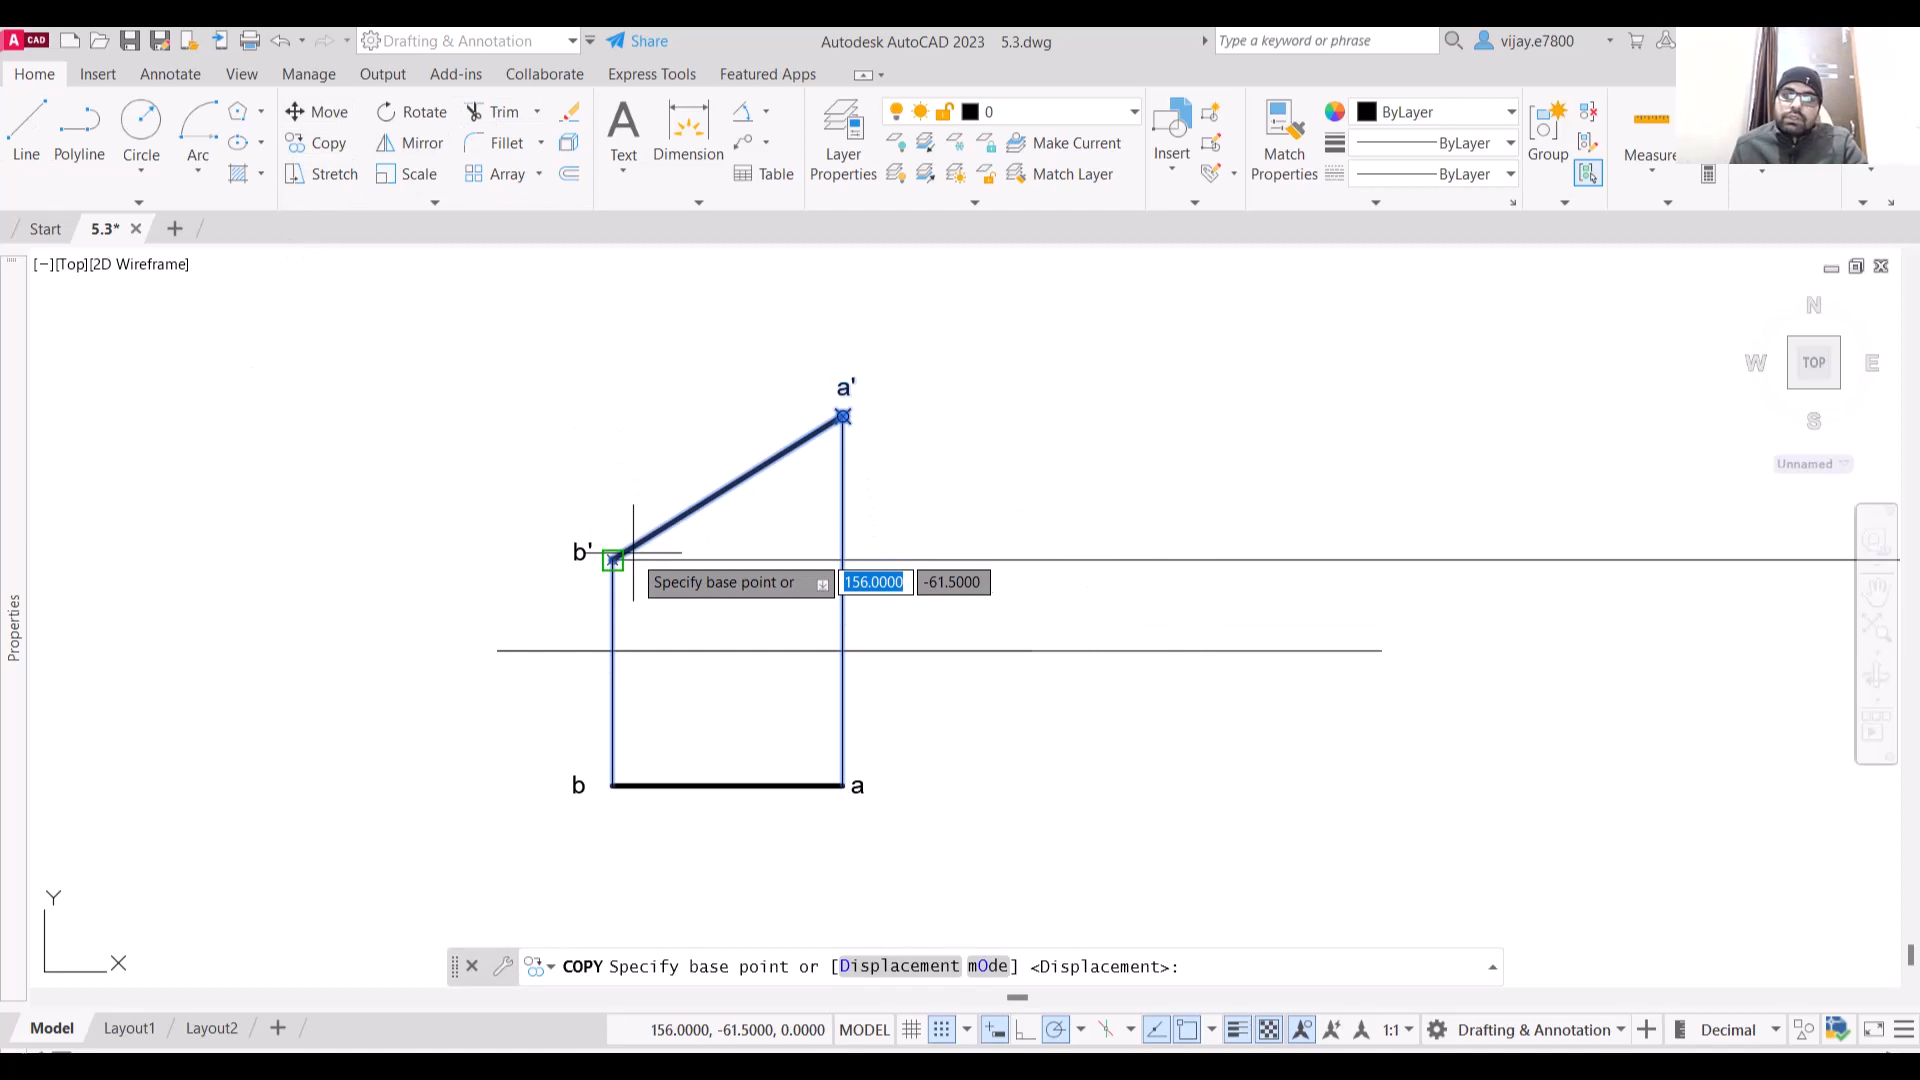 A CAD Drafting & Annotation Share Autodesk AutoCAD 2023 5.3.dwg Type a keyword or phrase vijay.e7800
Home Insert Annotate View Manage Output Add-ins Collaborate Express Tools Featured Apps
Line Polyline Circle Arc Move Rotate Trim
Copy Mirror Fillet
Stretch Scale Array
Text Dimension Table
Layer Properties 0 Make Current Match Layer
Insert
Match Properties ByLayer
ByLayer
ByLayer
Group Measure
Start 5.3* +
[−][Top][2D Wireframe]
N
W TOP E
S
Unnamed
a'
b'
Specify base point or 156.0000 -61.5000
b a
Properties
Y
X
COPY Specify base point or [Displacement mOde] <Displacement>:
Model Layout1 Layout2 + 156.0000, -61.5000, 0.0000 MODEL 1:1 Drafting & Annotation Decimal